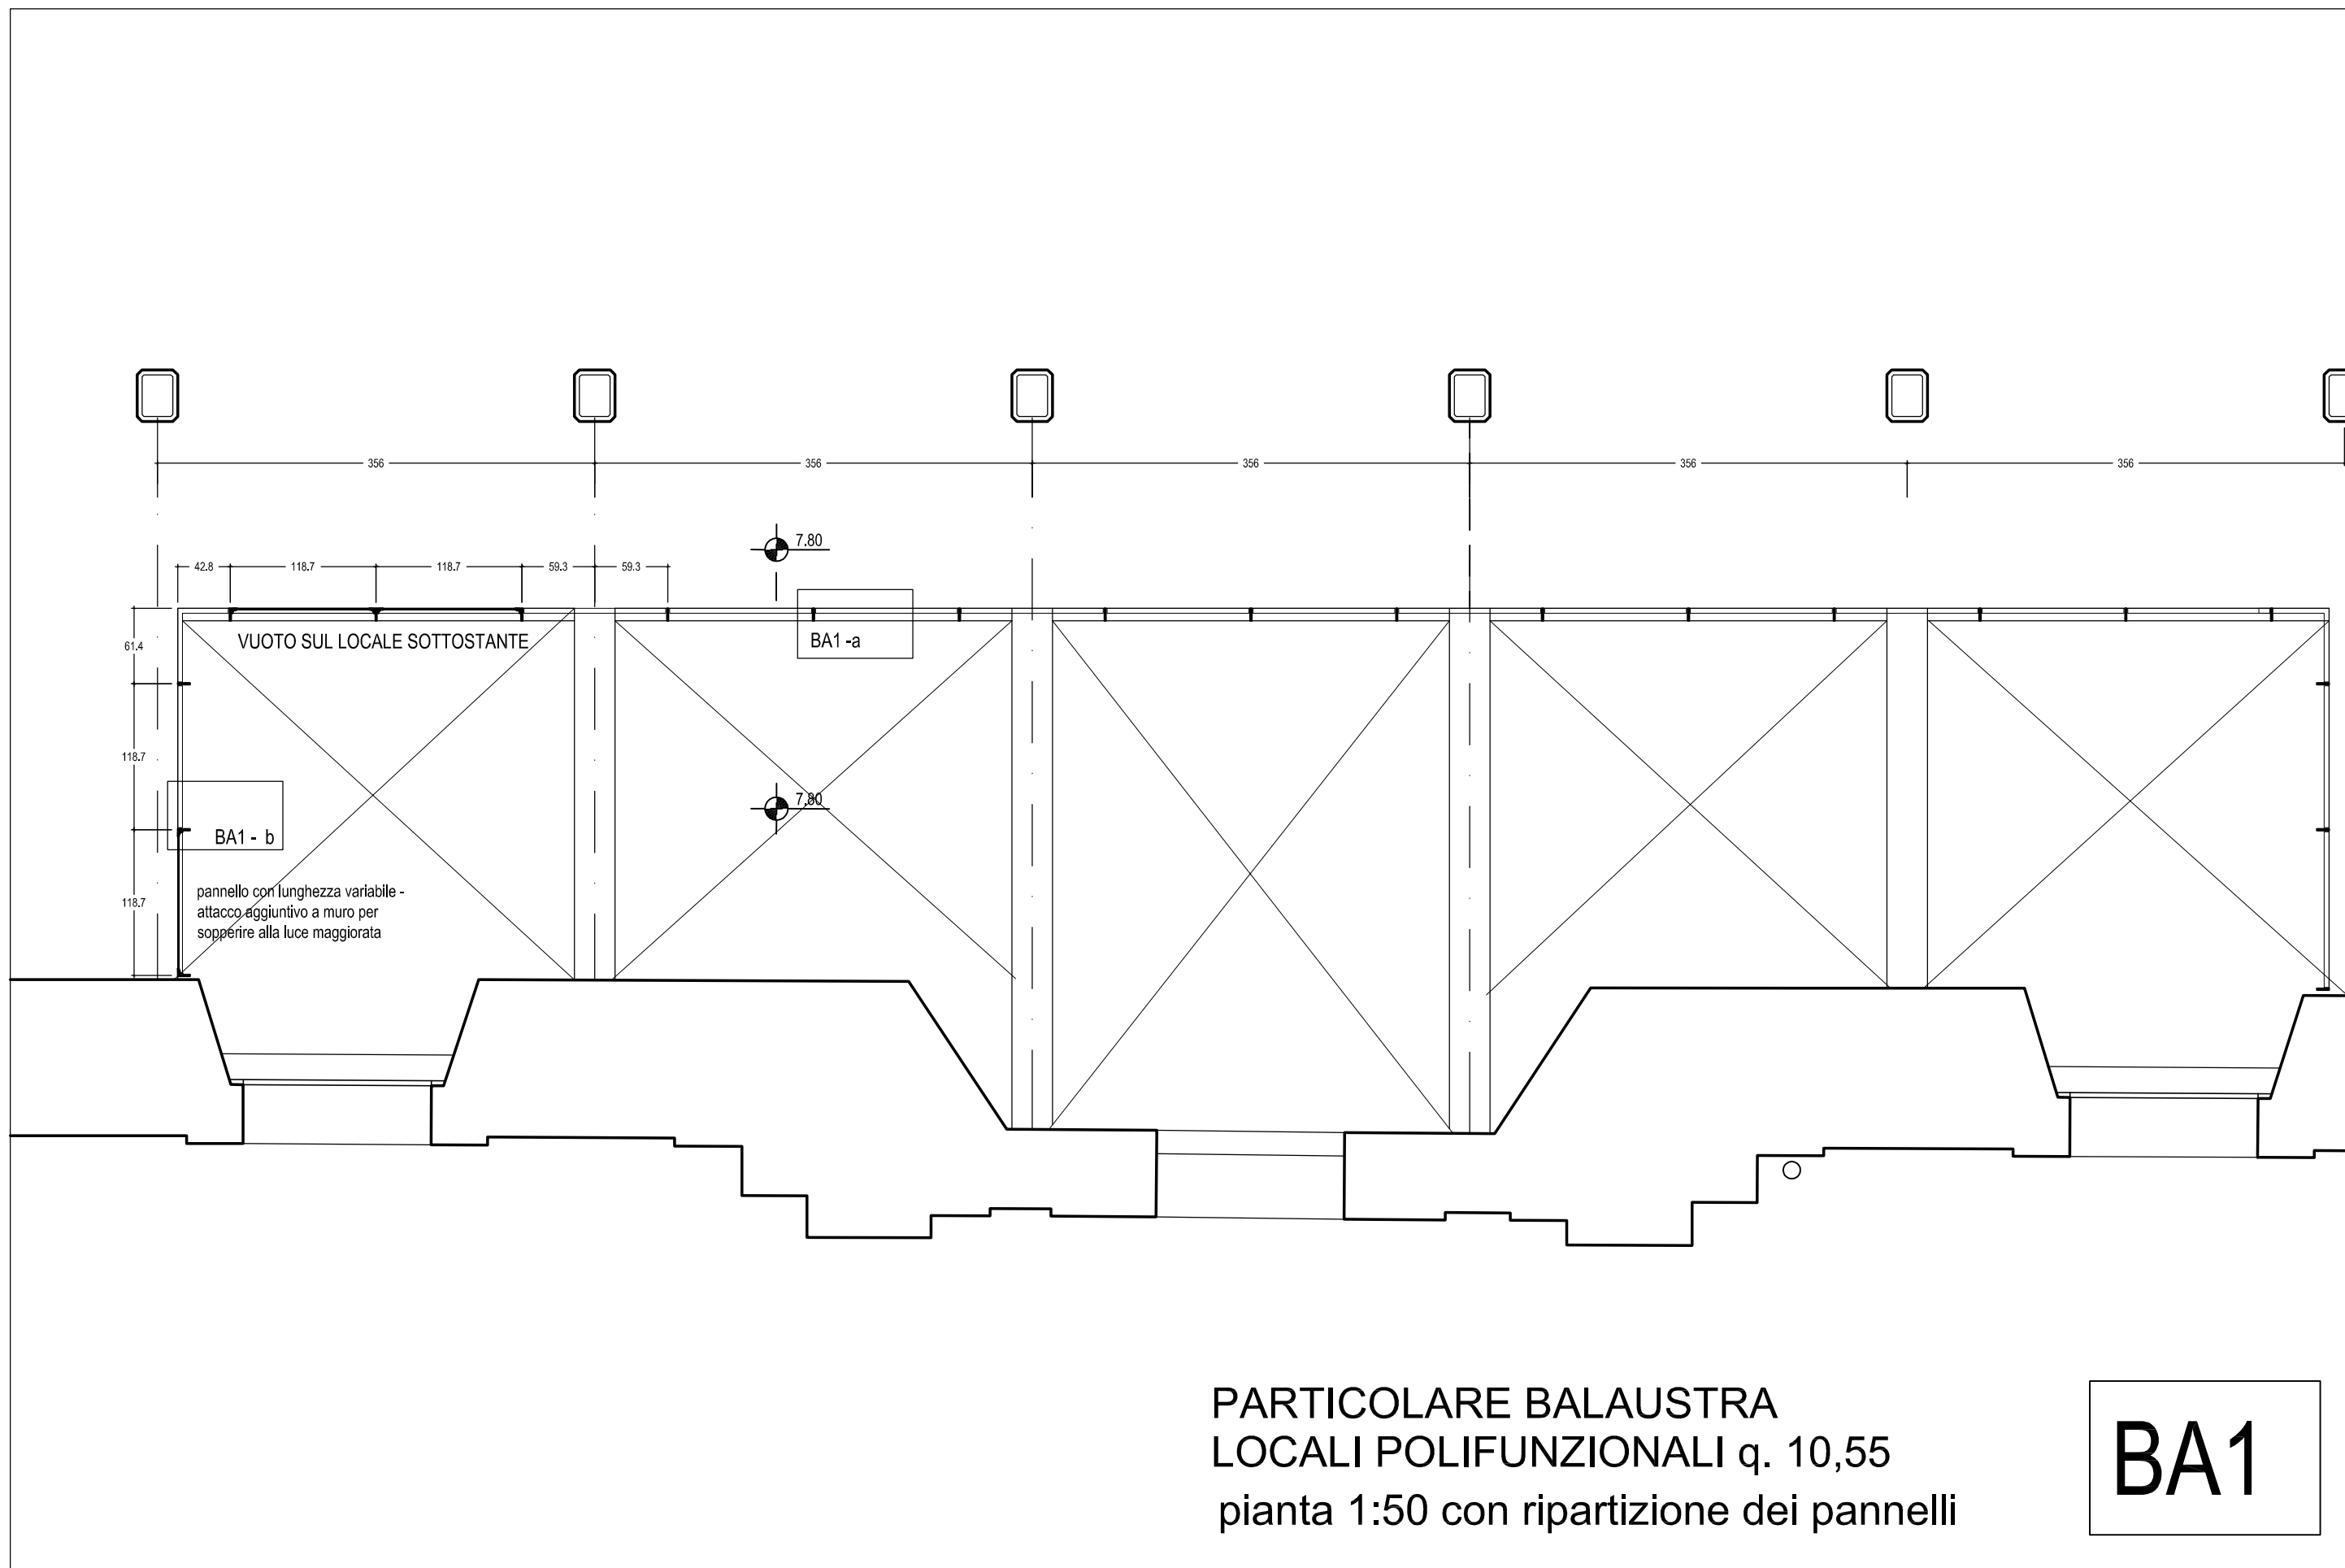 356
356
356
356
356
7.80
42.8
118.7
118.7
59.3
59.3
VUOTO SUL LOCALE SOTTOSTANTE
BA1 -a
61.4
118.7
7.80
BA1 - b
118.7
pannello con lunghezza variabile -
attacco aggiuntivo a muro per
sopperire alla luce maggiorata
PARTICOLARE BALAUSTRA
LOCALI POLIFUNZIONALI q. 10,55
pianta 1:50 con ripartizione dei pannelli
BA1